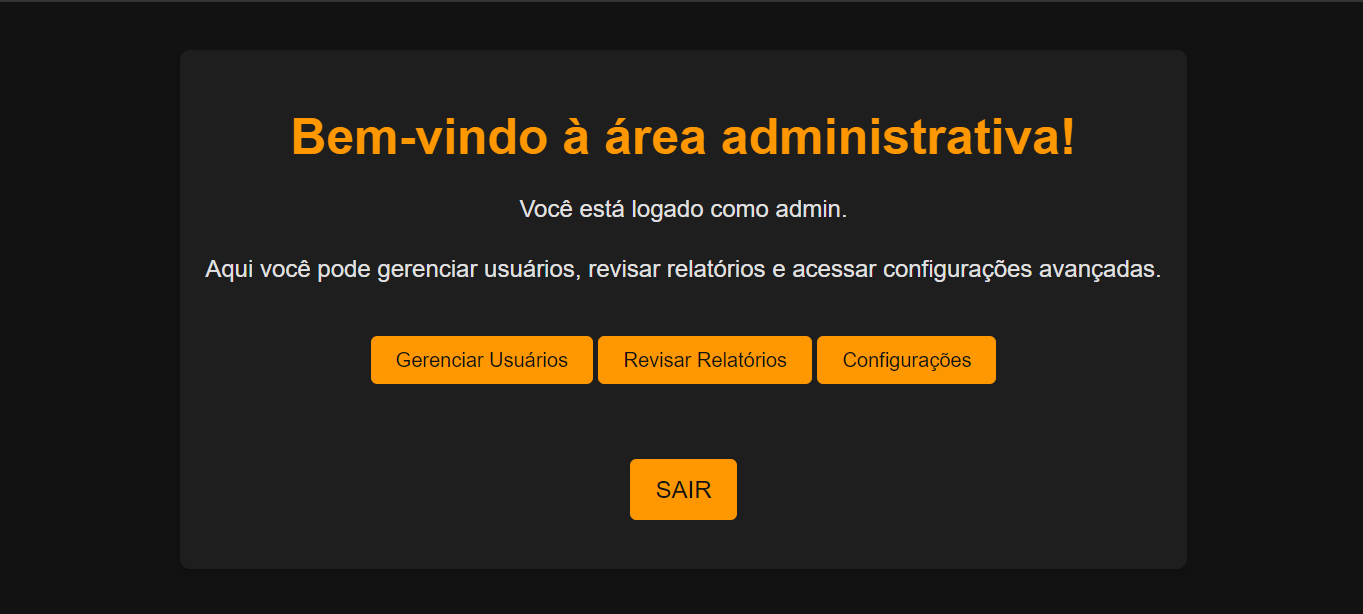 Bem-vindo à área administrativa!
Você está logado como admin.
Aqui você pode gerenciar usuários, revisar relatórios e acessar configurações avançadas.
Gerenciar Usuários Revisar Relatórios Configurações
SAIR